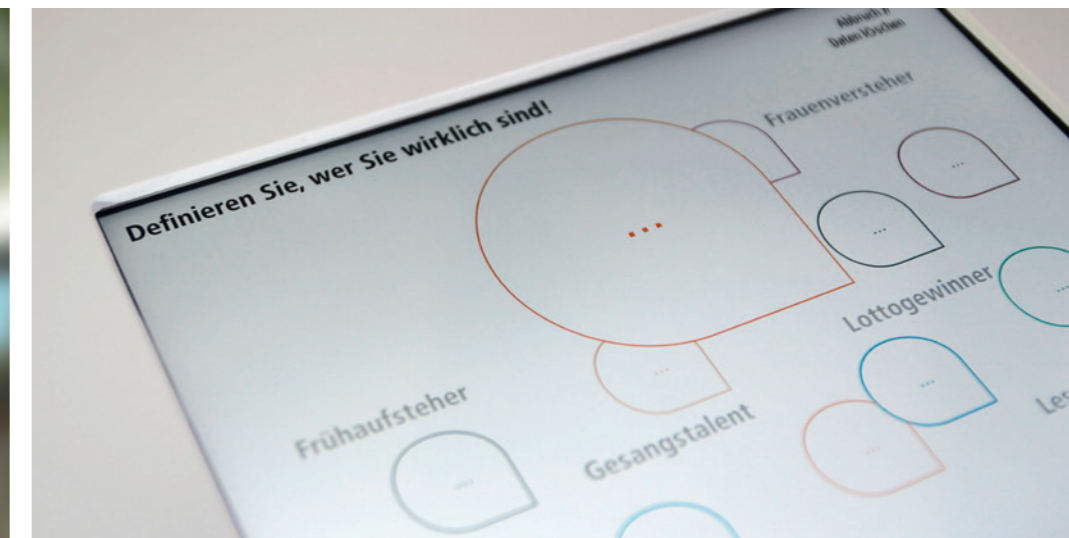 Abbruch //
Daten löschen
Definieren Sie, wer Sie wirklich sind!
Frauenversteher
...
...
...
...
Lottogewinner
...
...
...
Frühaufsteher
Gesangstalent
...
...